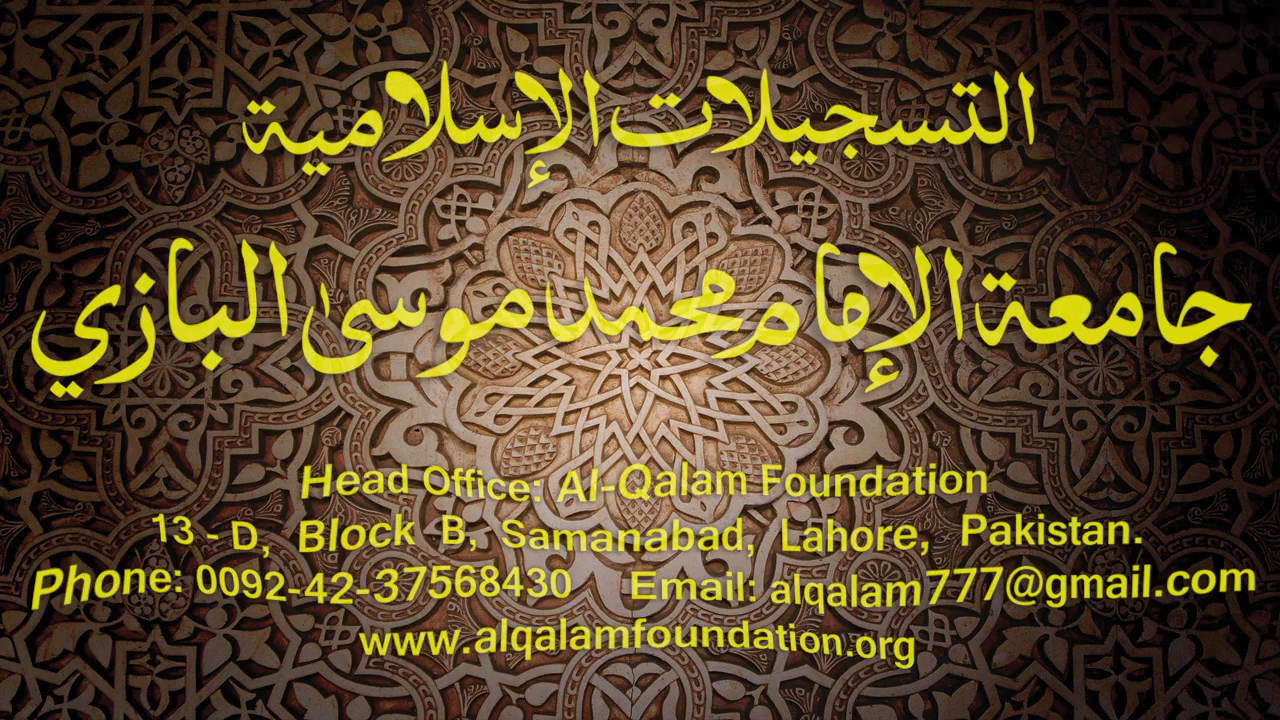 التسجيلات الإسلامية
جامعة الإمام محمد موسى البازي
Head Office: Al-Qalam Foundation
13 - D, Block B, Samanabad, Lahore, Pakistan.
Phone: 0092-42-37568430 Email: alqalam777@gmail.com
www.alqalamfoundation.org